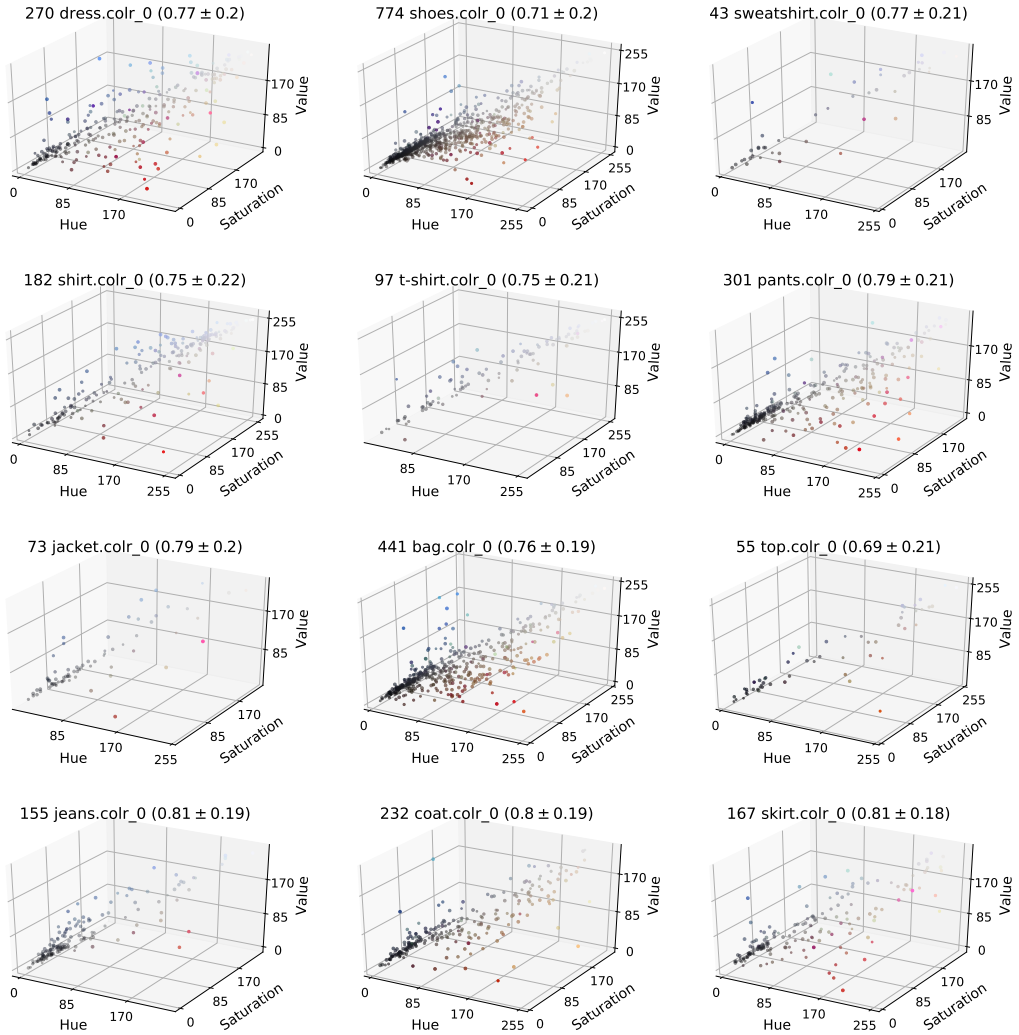 270 dress.colr_0 (0.77 ± 0.2)
170
85
0
Value
0
85
170
Hue
0
85
170
Saturation
774 shoes.colr_0 (0.71 ± 0.2)
255
170
85
0
Value
0
85
170
255
Hue
0
85
170
255
Saturation
43 sweatshirt.colr_0 (0.77 ± 0.21)
170
85
Value
0
85
170
255
Hue
0
85
170
Saturation
182 shirt.colr_0 (0.75 ± 0.22)
255
170
85
0
Value
0
85
170
255
Hue
0
85
170
255
Saturation
97 t-shirt.colr_0 (0.75 ± 0.21)
170
85
Value
85
170
255
Hue
85
170
Saturation
301 pants.colr_0 (0.79 ± 0.21)
170
85
0
Value
0
85
170
255
Hue
0
85
170
Saturation
73 jacket.colr_0 (0.79 ± 0.2)
170
85
Value
85
170
255
Hue
85
170
Saturation
441 bag.colr_0 (0.76 ± 0.19)
255
170
85
0
Value
0
85
170
255
Hue
0
85
170
255
Saturation
55 top.colr_0 (0.69 ± 0.21)
255
170
85
Value
0
85
170
Hue
85
170
255
Saturation
155 jeans.colr_0 (0.81 ± 0.19)
170
85
0
Value
0
85
170
Hue
0
85
170
Saturation
232 coat.colr_0 (0.8 ± 0.19)
170
85
0
Value
0
85
170
255
Hue
0
85
170
Saturation
167 skirt.colr_0 (0.81 ± 0.18)
170
85
0
Value
0
85
170
Hue
0
85
170
Saturation